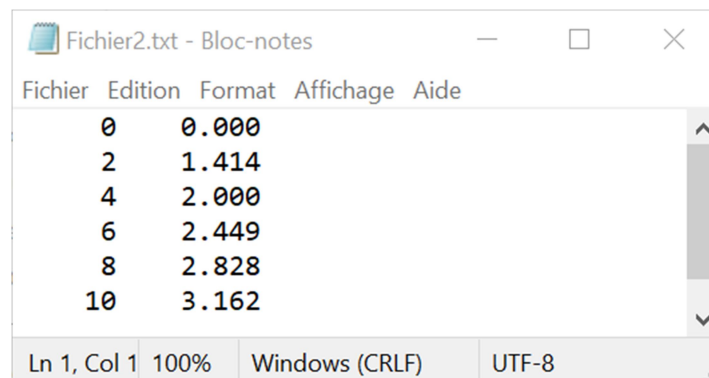 Fichier2.txt - Bloc-notes
Fichier Edition Format Affichage Aide
0 0.000
2 1.414
4 2.000
6 2.449
8 2.828
10 3.162
Ln 1, Col 1 100% Windows (CRLF) UTF-8